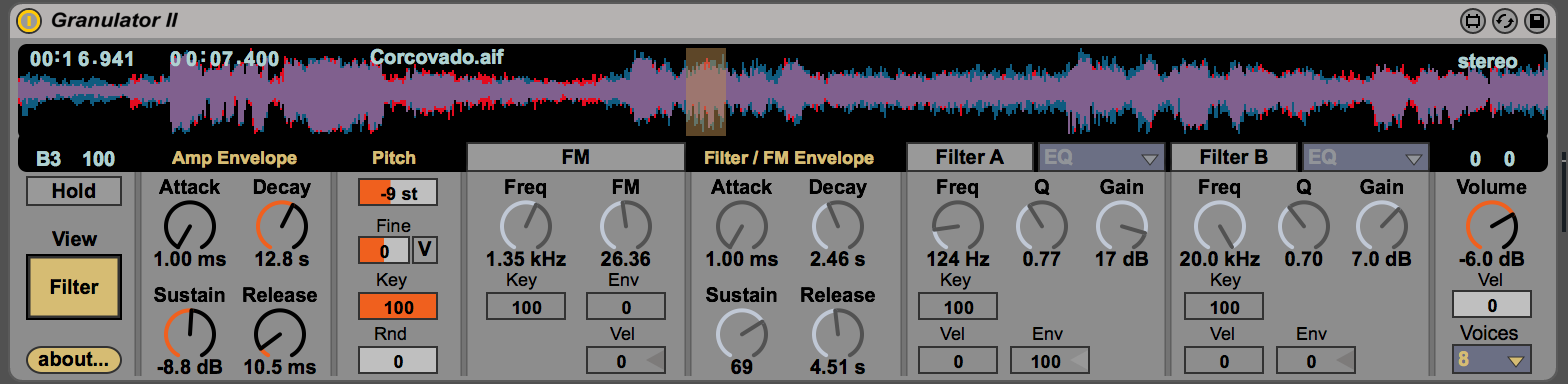 Granulator II
00:16.941 00:07.400 Corcovado.aif stereo
B3 100 Amp Envelope Pitch FM Filter / FM Envelope Filter A EQ Filter B EQ 0 0
Hold Attack Decay -9 st Freq FM Attack Decay Freq Q Gain Freq Q Gain Volume
Fine
View 0 V
1.00 ms 12.8 s 1.35 kHz 26.36 1.00 ms 2.46 s 124 Hz 0.77 17 dB 20.0 kHz 0.70 7.0 dB -6.0 dB
Key Key Env Key Key Vel
Filter Sustain Release 100 100 0 Sustain Release 100 100 0
Rnd Vel Vel Env Vel Env Voices
about... 0 0 0 100 0 0 8
-8.8 dB 10.5 ms 69 4.51 s